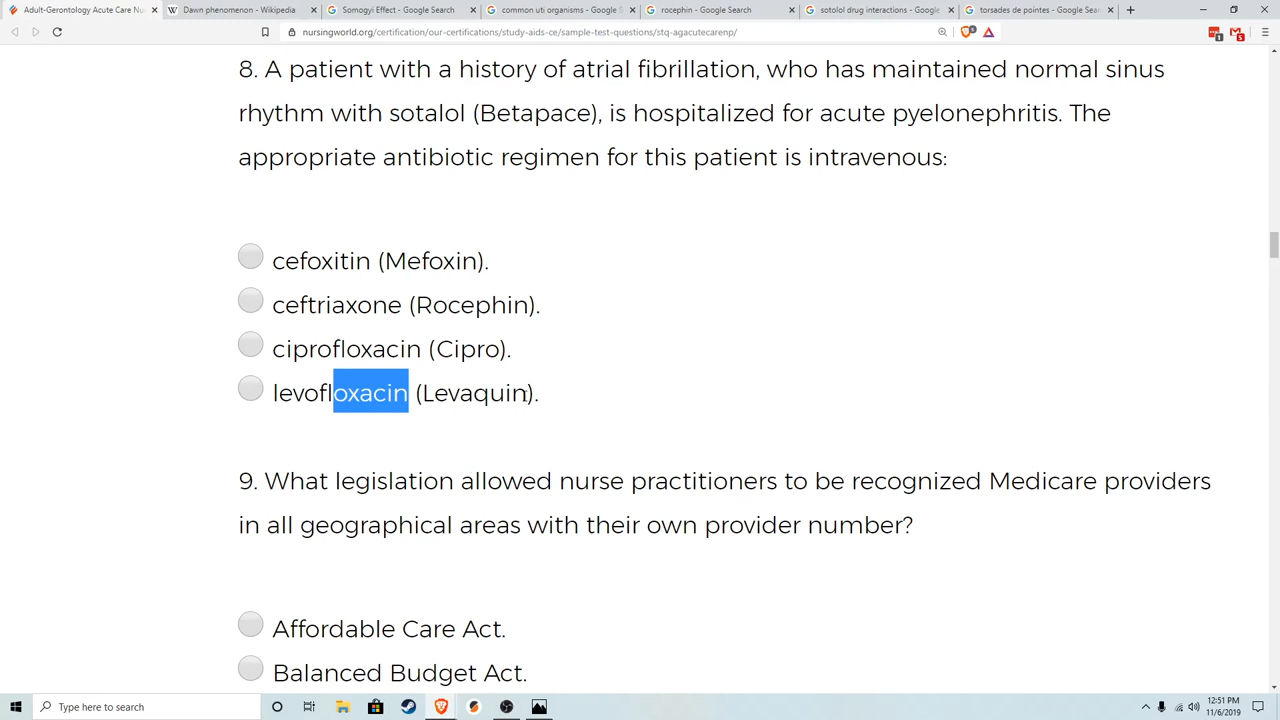 Adult-Gerontology Acute Care Nu
Dawn phenomenon - Wikipedia
Somogyi Effect - Google Search
common uti organisms - Google S
rocephin - Google Search
sotolol drug interactions - Google
torsades de pointes - Google Sea
nursingworld.org/certification/our-certifications/study-aids-ce/sample-test-questions/stq-agacutecarenp/
8. A patient with a history of atrial fibrillation, who has maintained normal sinus
rhythm with sotalol (Betapace), is hospitalized for acute pyelonephritis. The
appropriate antibiotic regimen for this patient is intravenous:
cefoxitin (Mefoxin).
ceftriaxone (Rocephin).
ciprofloxacin (Cipro).
levofloxacin (Levaquin).
9. What legislation allowed nurse practitioners to be recognized Medicare providers
in all geographical areas with their own provider number?
Affordable Care Act.
Balanced Budget Act.
Type here to search
12:51 PM
11/6/2019